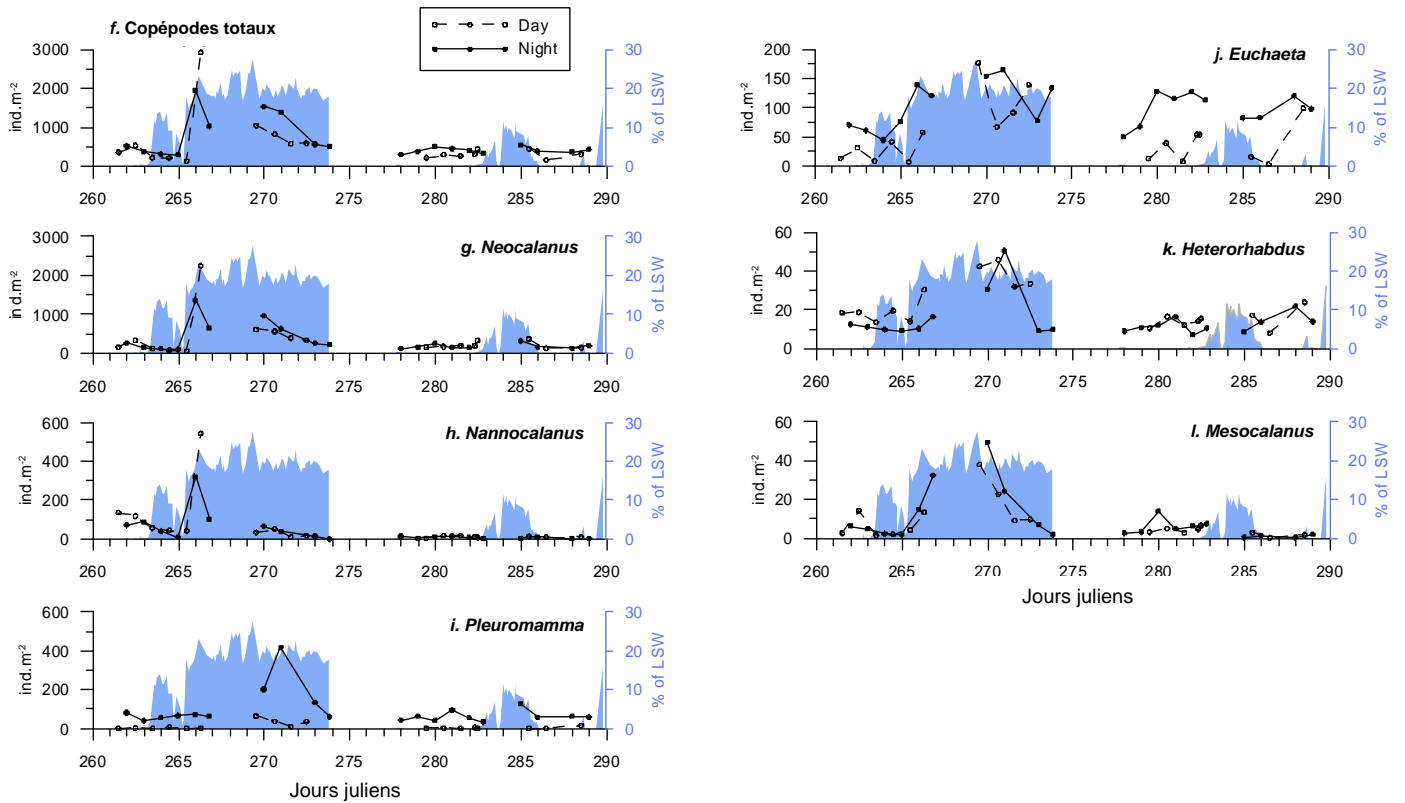 f. Copépodes totaux
Day
Night
3000
2000
1000
0
ind.m-2
30
20
10
0
% of LSW
260 265 270 275 280 285 290
g. Neocalanus
3000
2000
1000
0
in d.m-2
30
20
10
0
% of LSW
260 265 270 275 280 285 290
h. Nannocalanus
600
400
200
0
ind.m-2
30
20
10
0
% of LSW
260 265 270 275 280 285 290
i. Pleuromamma
600
400
200
0
ind.m-2
30
20
10
0
% of LSW
260 265 270 275 280 285 290
Jours juliens
j. Euchaeta
200
150
100
50
0
ind.m-2
30
20
10
0
% of LSW
260 265 270 275 280 285 290
k. Heterorhabdus
60
40
20
0
ind.m-2
30
20
10
0
% of LSW
260 265 270 275 280 285 290
l. Mesocalanus
60
40
20
0
ind.m-2
30
20
10
0
% of LSW
260 265 270 275 280 285 290
Jours juliens